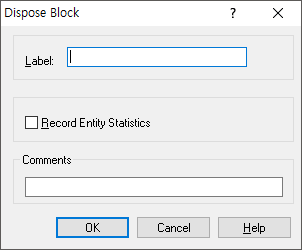 Dispose Block
Label:
Record Entity Statistics
Comments
OK
Cancel
Help